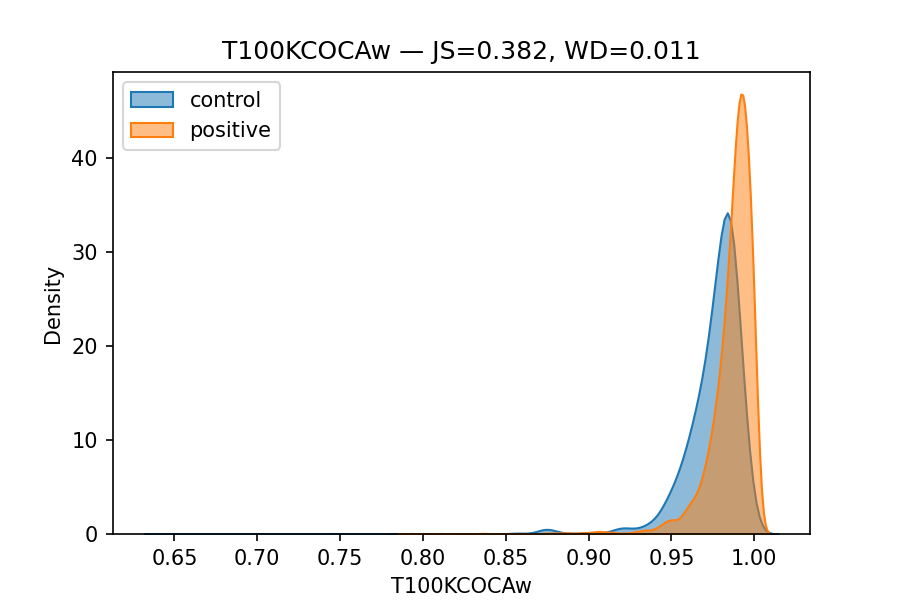 T100KCOCAw — JS=0.382, WD=0.011
control
positive
Density
40
30
20
10
0
0.65 0.70 0.75 0.80 0.85 0.90 0.95 1.00
T100KCOCAw